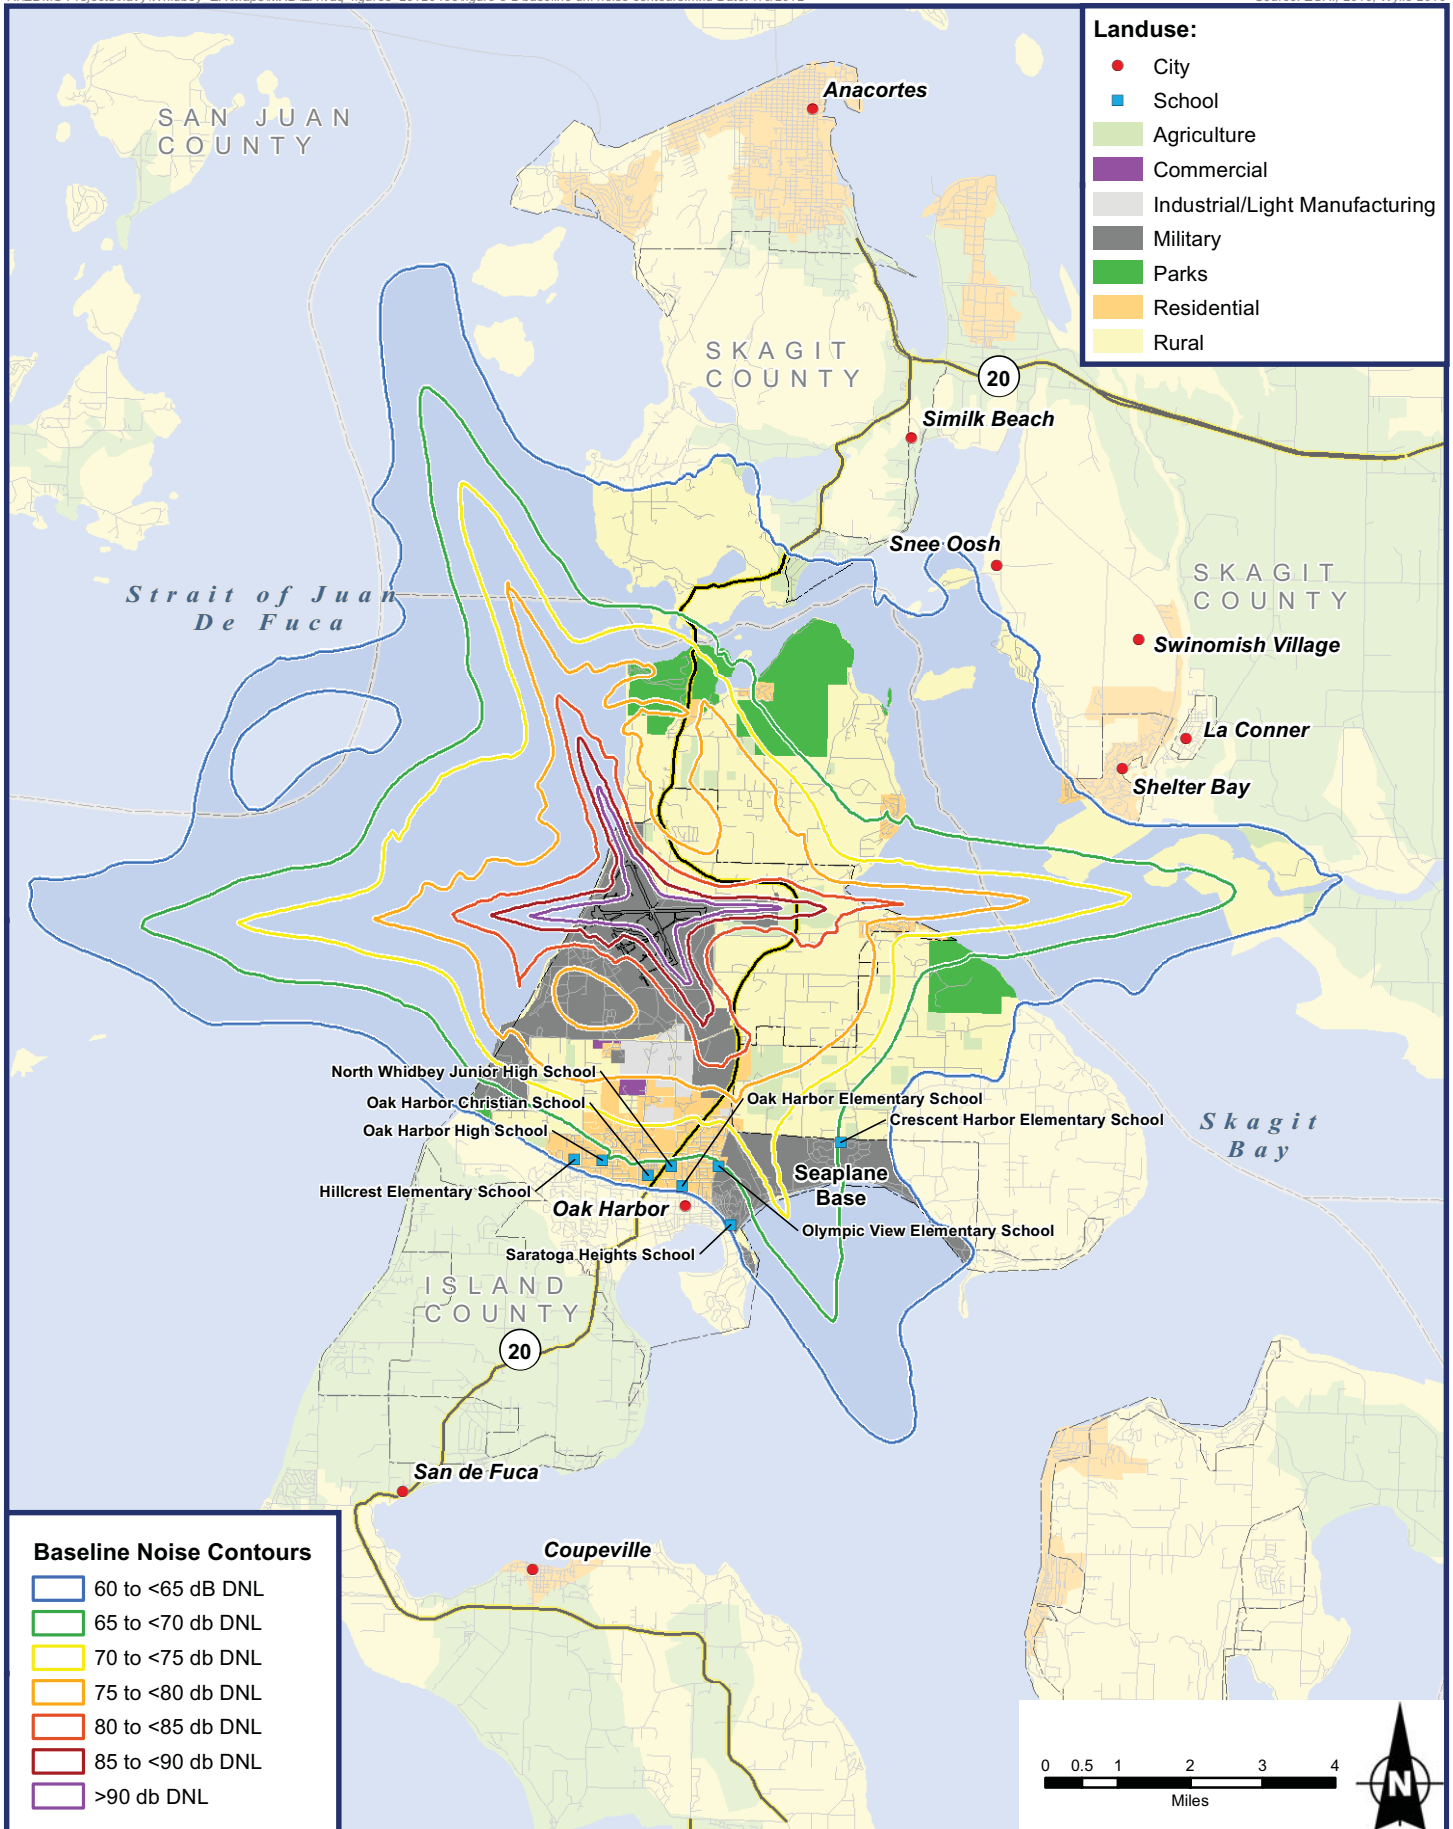 Landuse:
City
School
Agriculture
Commercial
Industrial/Light Manufacturing
Military
Parks
Residential
Rural
Anacortes
SAN JUAN
COUNTY
SKAGIT
COUNTY
20
Similk Beach
Snee Oosh
SKAGIT
COUNTY
Strait of Juan
De Fuca
Swinomish Village
La Conner
Shelter Bay
North Whidbey Junior High School
Oak Harbor Christian School
Oak Harbor Elementary School
Crescent Harbor Elementary School
Oak Harbor High School
Skagit
Bay
Seaplane
Base
Hillcrest Elementary School
Oak Harbor
Olympic View Elementary School
Saratoga Heights School
ISLAND
COUNTY
20
San de Fuca
Coupeville
Baseline Noise Contours
60 to <65 dB DNL
65 to <70 db DNL
70 to <75 db DNL
75 to <80 db DNL
80 to <85 db DNL
85 to <90 db DNL
>90 db DNL
0 0.5 1 2 3 4
Miles
N